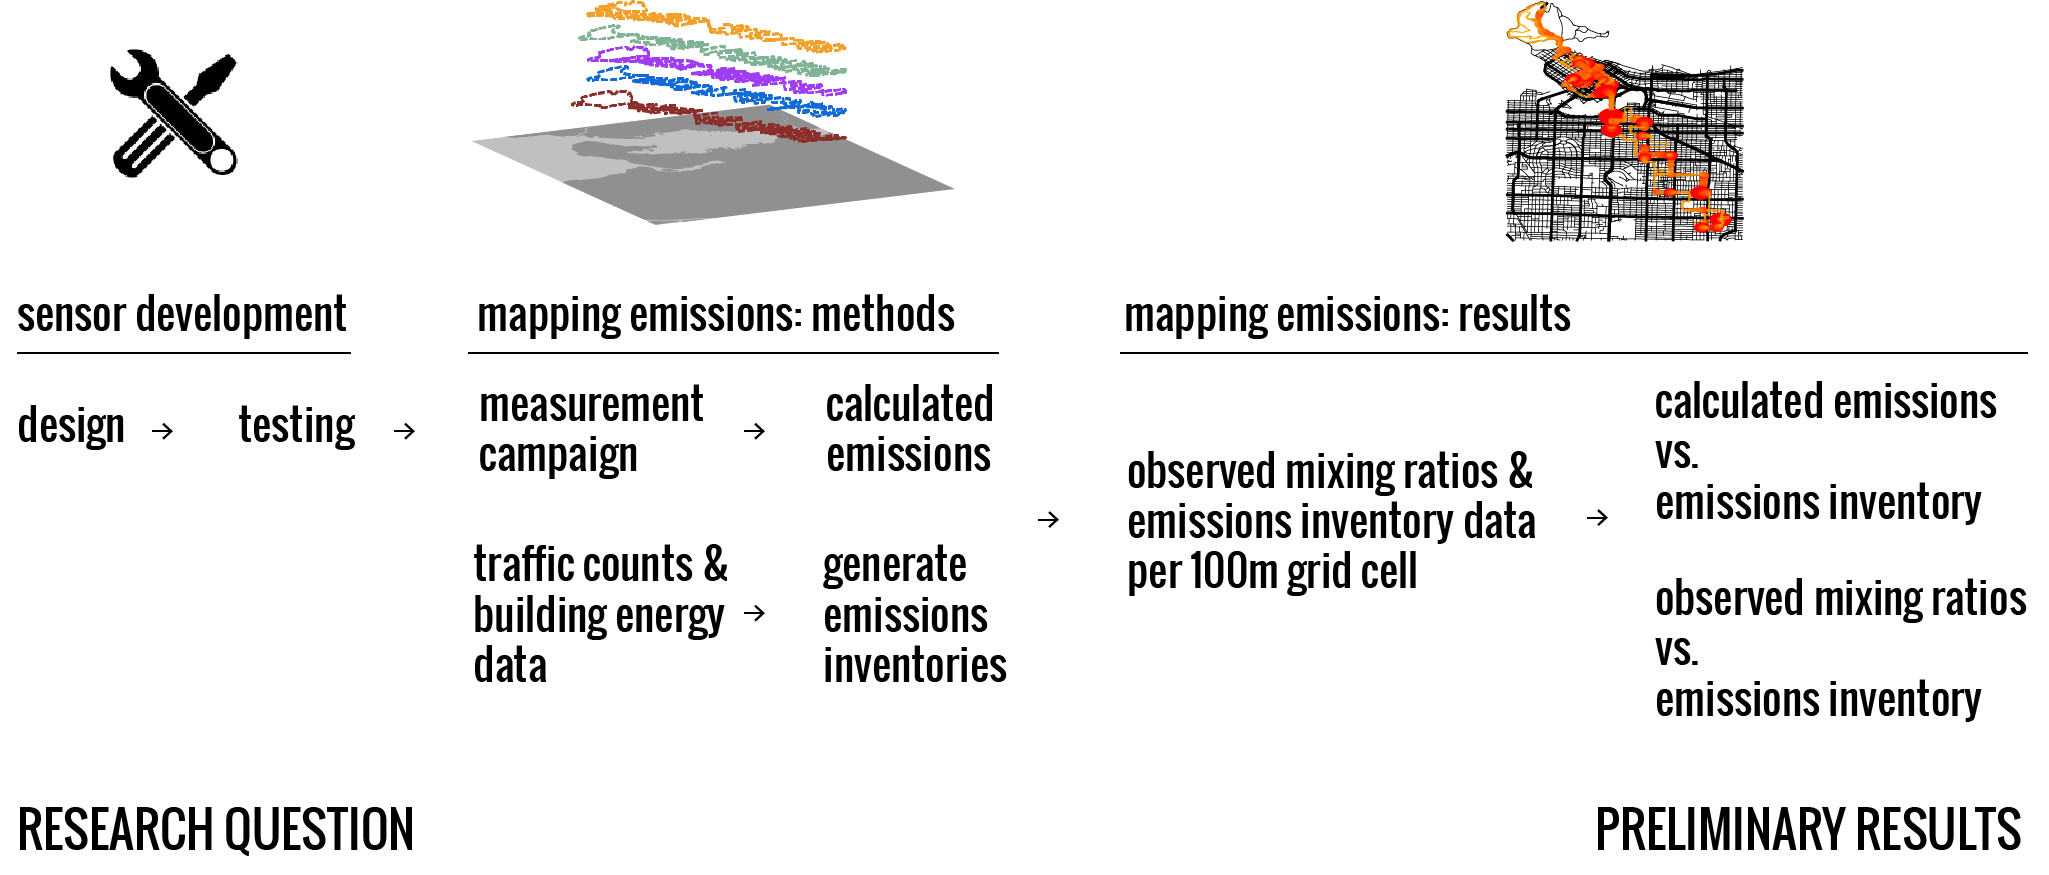 sensor development
design → testing →
mapping emissions: methods
measurement
campaign
→
calculated
emissions
traffic counts &
building energy
data
→
generate
emissions
inventories
→
mapping emissions: results
observed mixing ratios &
emissions inventory data
per 100m grid cell
→
calculated emissions
vs.
emissions inventory
observed mixing ratios
vs.
emissions inventory
RESEARCH QUESTION
PRELIMINARY RESULTS